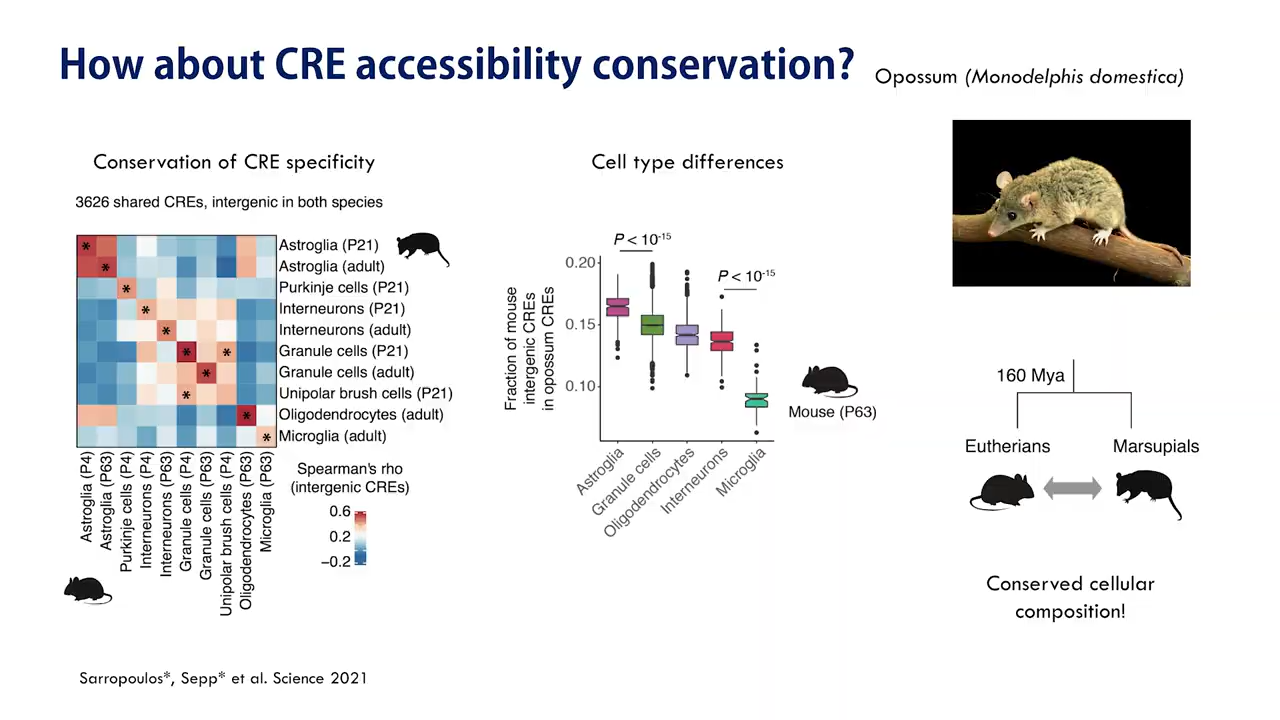 How about CRE accessibility conservation?
Opossum (Monodelphis domestica)
Conservation of CRE specificity
3626 shared CREs, intergenic in both species
Astroglia (P21)
Astroglia (adult)
Purkinje cells (P21)
Interneurons (P21)
Interneurons (adult)
Granule cells (P21)
Granule cells (adult)
Unipolar brush cells (P21)
Oligodendrocytes (adult)
Microglia (adult)
* * * * * * * * * * * *
Astroglia (P4)
Astroglia (P63)
Purkinje cells (P4)
Interneurons (P4)
Interneurons (P63)
Granule cells (P4)
Granule cells (P63)
Unipolar brush cells (P4)
Oligodendrocytes (P63)
Microglia (P63)
Spearman's rho
(intergenic CREs)
0.6
0.2
−0.2
Cell type differences
P < 10-15
P < 10-15
Fraction of mouse
intergenic CREs
in opossum CREs
0.20
0.15
0.10
Astroglia
Granule cells
Oligodendrocytes
Interneurons
Microglia
Mouse (P63)
160 Mya
Eutherians
Marsupials
Conserved cellular
composition!
Sarropoulos*, Sepp* et al. Science 2021